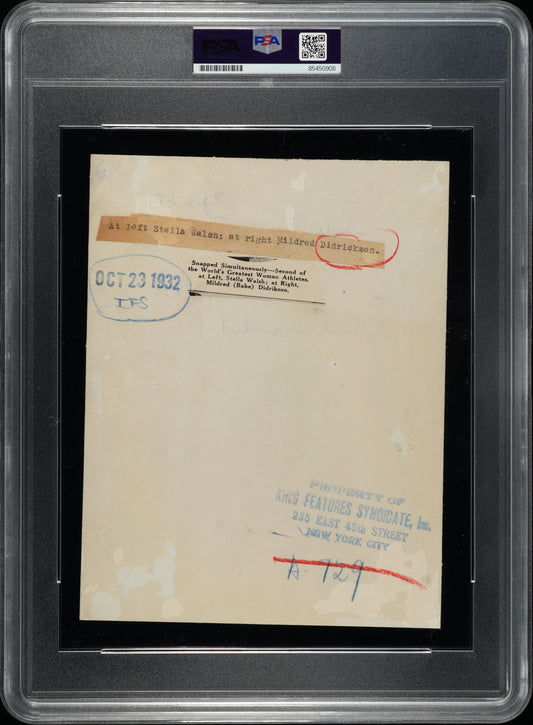 PSA
PSA
85450908
At left Stella Walsh; at right Mildred Didrickson.
Snapped Simultaneously—Second of
the World's Greatest Woman Athletes,
at Left, Stella Walsh; at Right,
Mildred (Babe) Didrikson.
OCT 23 1932
IFS
PROPERTY OF
KING FEATURES SYNDICATE, Inc.
235 EAST 45th STREET
NEW YORK CITY
A-729